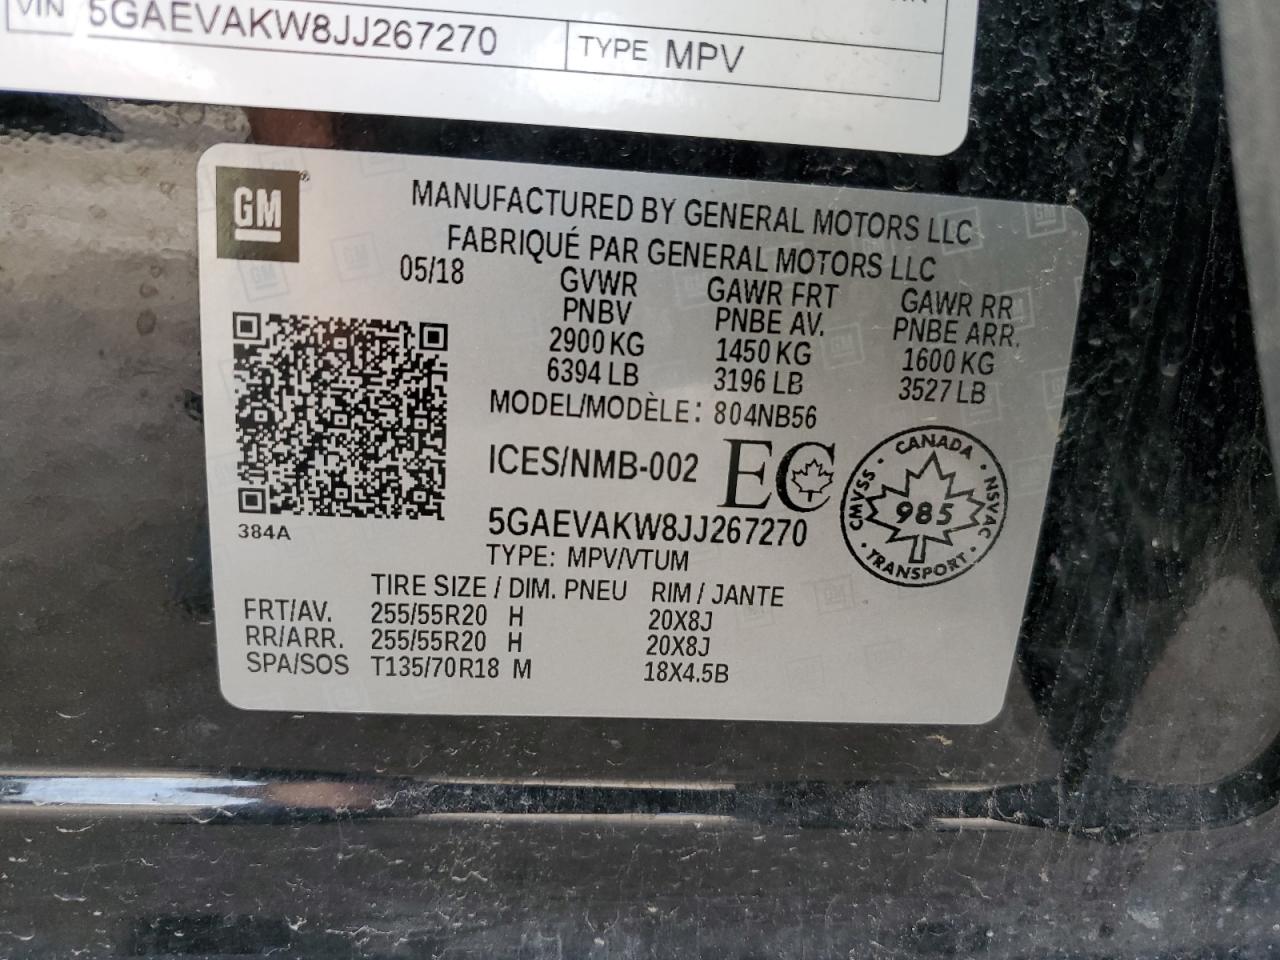 VIN 5GAEVAKW8JJ267270 TYPE MPV
GM ®
MANUFACTURED BY GENERAL MOTORS LLC
FABRIQUÉ PAR GENERAL MOTORS LLC
05/18 GVWR GAWR FRT GAWR RR
PNBV PNBE AV. PNBE ARR.
2900 KG 1450 KG 1600 KG
6394 LB 3196 LB 3527 LB
MODEL/MODÈLE: 804NB56
ICES/NMB-002 EC
CANADA
CMVSS 985 NSVAC
TRANSPORT
384A
5GAEVAKW8JJ267270
TYPE: MPV/VTUM
TIRE SIZE / DIM. PNEU RIM / JANTE
FRT/AV. 255/55R20 H 20X8J
RR/ARR. 255/55R20 H 20X8J
SPA/SOS T135/70R18 M 18X4.5B